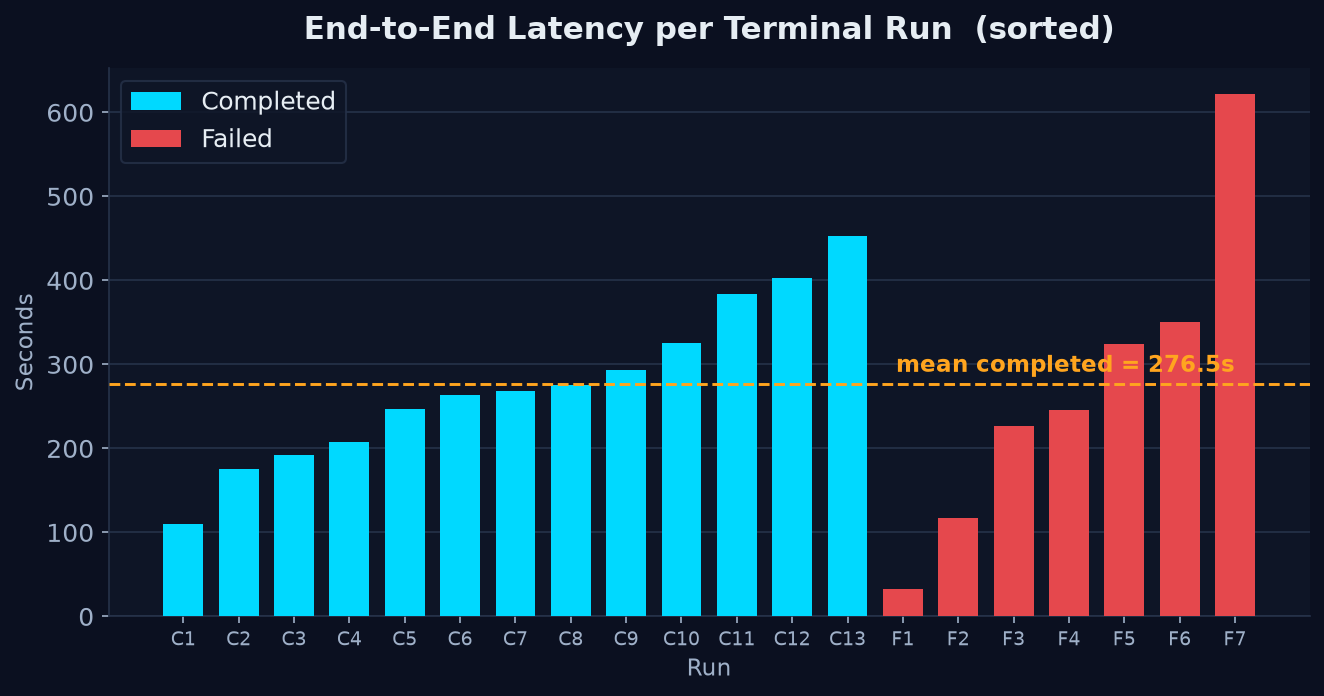 End-to-End Latency per Terminal Run (sorted)
Completed
Failed
600
500
400
300
200
100
0
Seconds
mean completed = 276.5s
C1 C2 C3 C4 C5 C6 C7 C8 C9 C10 C11 C12 C13 F1 F2 F3 F4 F5 F6 F7
Run